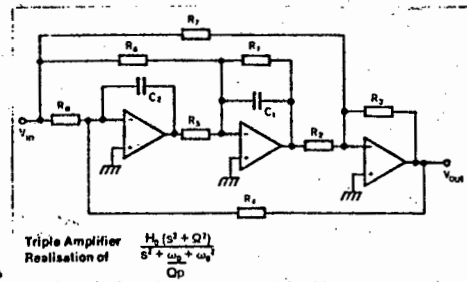 R7
R6
R1
R8
C2
R5
C1
R2
R3
VIN
VOUT
R4
Triple Amplifier
Realisation of
H0 (s² + Ω²)
s² + ω0 + ω0²
Qp